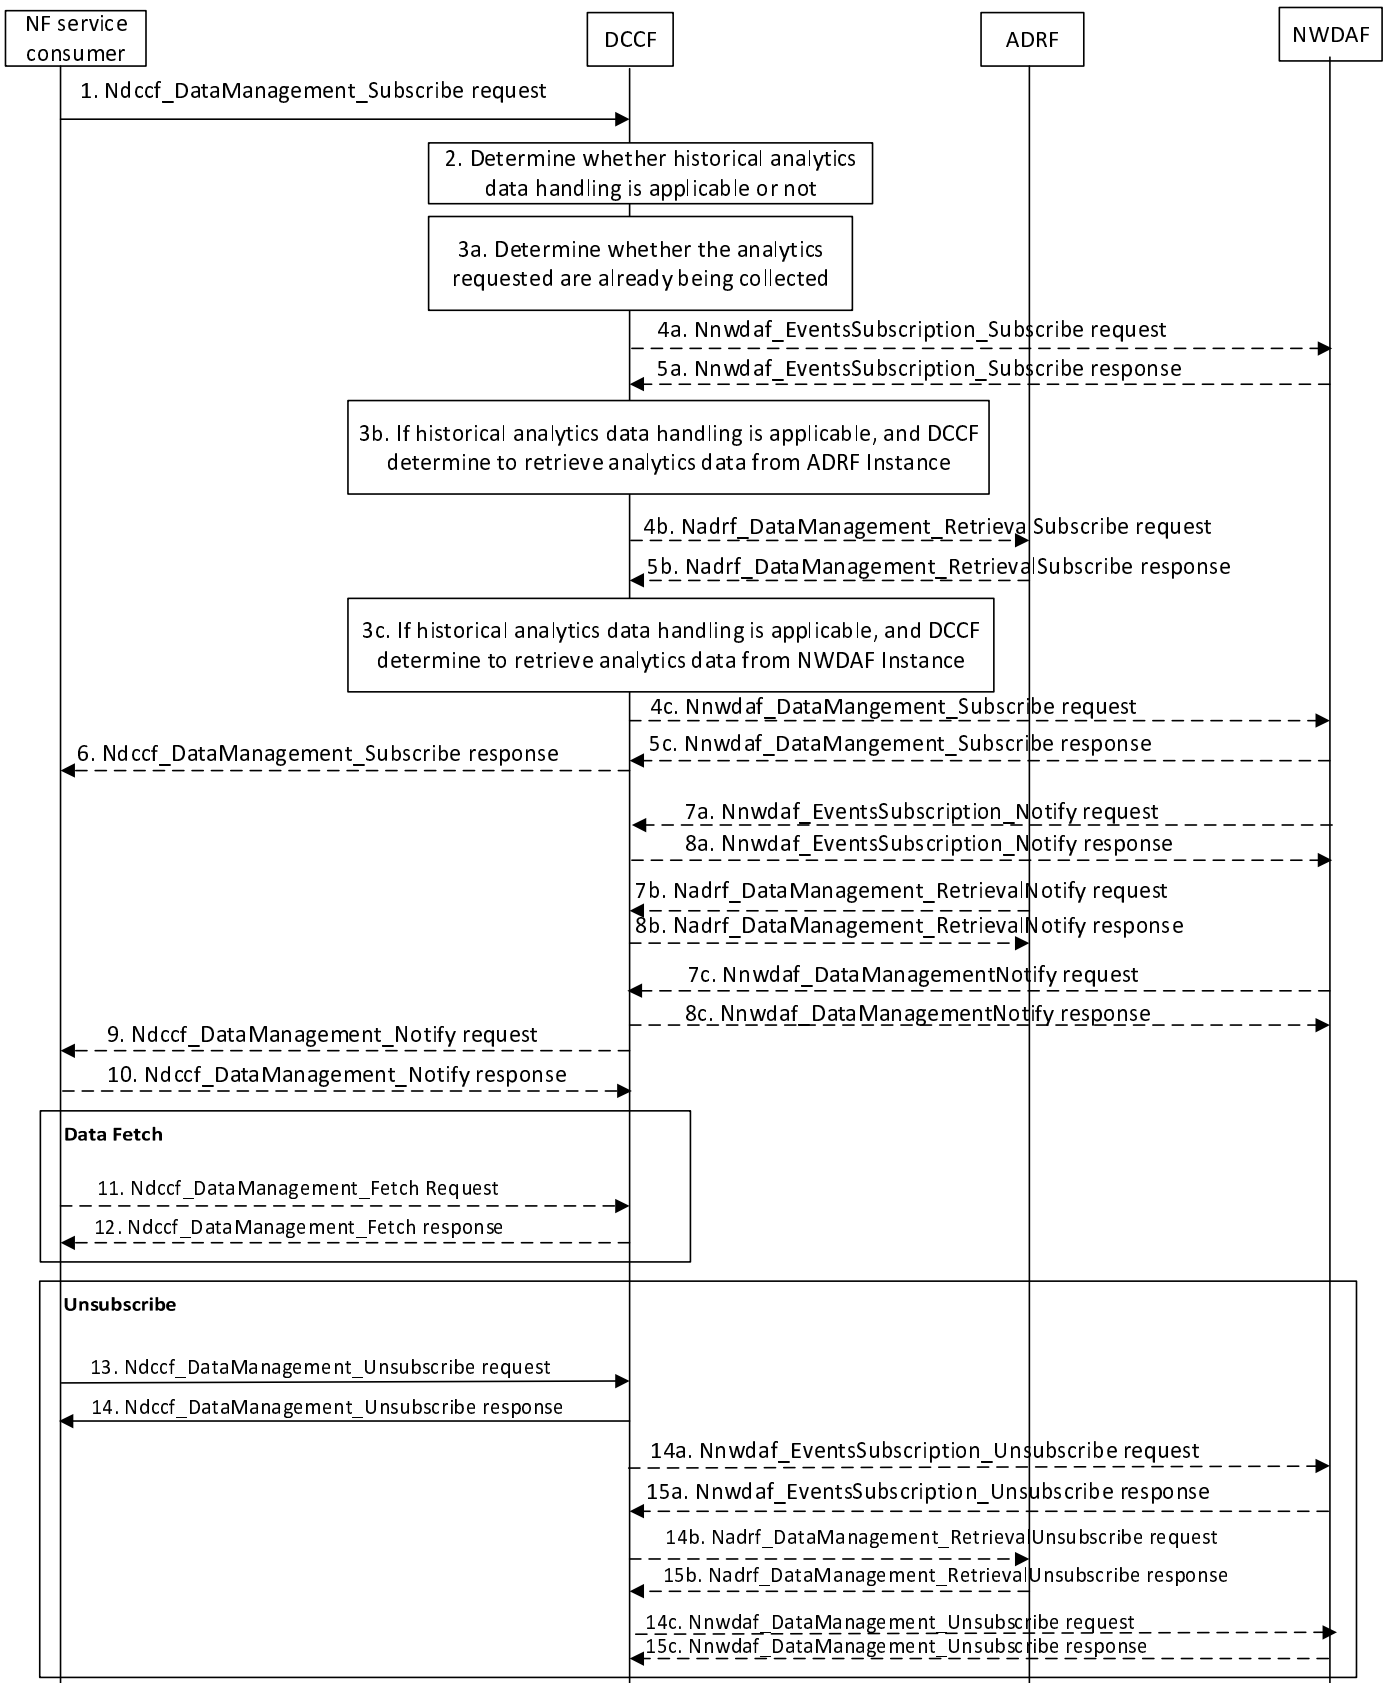 NF service
consumer
DCCF
ADRF
NWDAF
1. Ndccf_DataManagement_Subscribe request
2. Determine whether historical analytics
data handling is applicable or not
3a. Determine whether the analytics
requested are already being collected
4a. Nnwdaf_EventsSubscription_Subscribe request
5a. Nnwdaf_EventsSubscription_Subscribe response
3b. If historical analytics data handling is applicable, and DCCF
determine to retrieve analytics data from ADRF Instance
4b. Nadrf_DataManagement_RetrievalSubscribe request
5b. Nadrf_DataManagement_RetrievalSubscribe response
3c. If historical analytics data handling is applicable, and DCCF
determine to retrieve analytics data from NWDAF Instance
4c. Nnwdaf_DataMangement_Subscribe request
5c. Nnwdaf_DataMangement_Subscribe response
6. Ndccf_DataManagement_Subscribe response
7a. Nnwdaf_EventsSubscription_Notify request
8a. Nnwdaf_EventsSubscription_Notify response
7b. Nadrf_DataManagement_RetrievalNotify request
8b. Nadrf_DataManagement_RetrievalNotify response
7c. Nnwdaf_DataManagementNotify request
8c. Nnwdaf_DataManagementNotify response
9. Ndccf_DataManagement_Notify request
10. Ndccf_DataManagement_Notify response
Data Fetch
11. Ndccf_DataManagement_Fetch Request
12. Ndccf_DataManagement_Fetch response
Unsubscribe
13. Ndccf_DataManagement_Unsubscribe request
14. Ndccf_DataManagement_Unsubscribe response
14a. Nnwdaf_EventsSubscription_Unsubscribe request
15a. Nnwdaf_EventsSubscription_Unsubscribe response
14b. Nadrf_DataManagement_RetrievalUnsubscribe request
15b. Nadrf_DataManagement_RetrievalUnsubscribe response
14c. Nnwdaf_DataManagement_Unsubscribe request
15c. Nnwdaf_DataManagement_Unsubscribe response